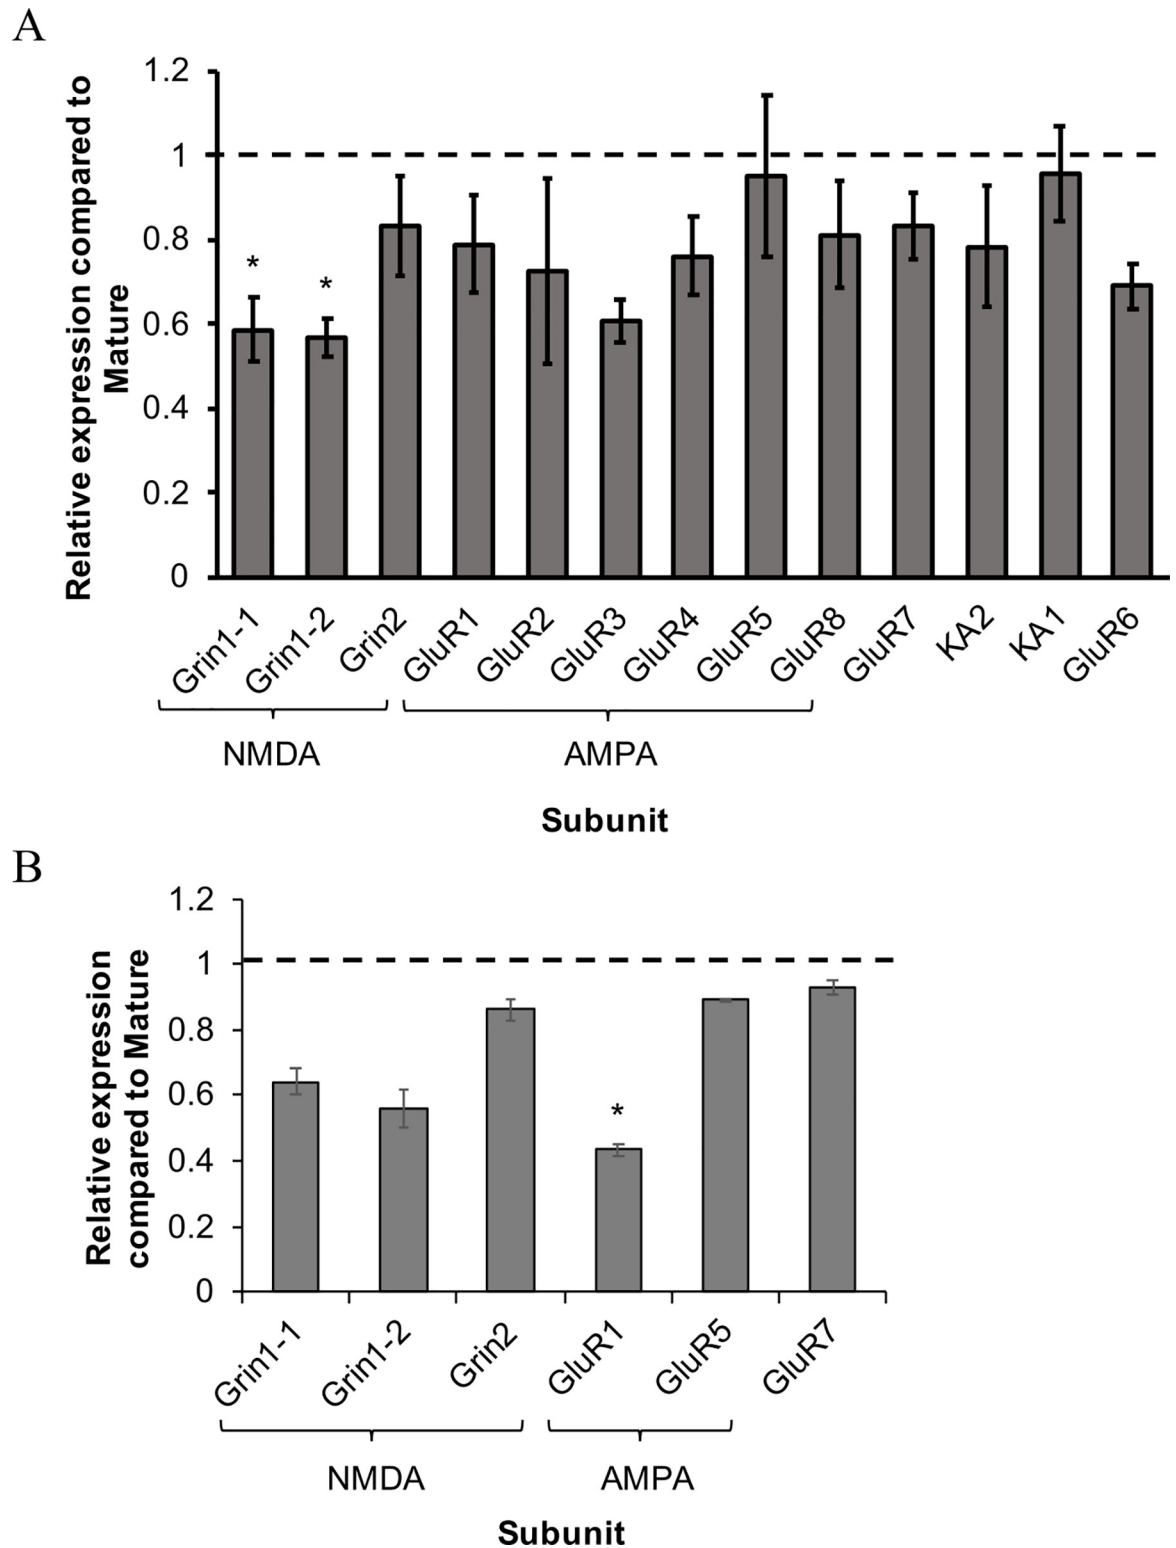 A
Relative expression compared to
Mature
1.2
1
0.8
0.6
0.4
0.2
0
*
*
Grin1-1
Grin1-2
Grin2
GluR1
GluR2
GluR3
GluR4
GluR5
GluR8
GluR7
KA2
KA1
GluR6
NMDA
AMPA
Subunit
B
Relative expression
compared to Mature
1.2
1
0.8
0.6
0.4
0.2
0
*
Grin1-1
Grin1-2
Grin2
GluR1
GluR5
GluR7
NMDA
AMPA
Subunit